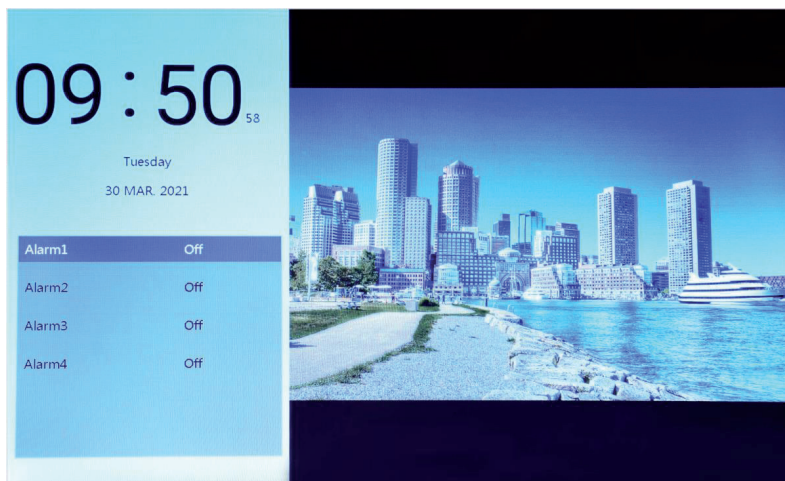 09:50 58
Tuesday
30 MAR. 2021
Alarm1 Off
Alarm2 Off
Alarm3 Off
Alarm4 Off